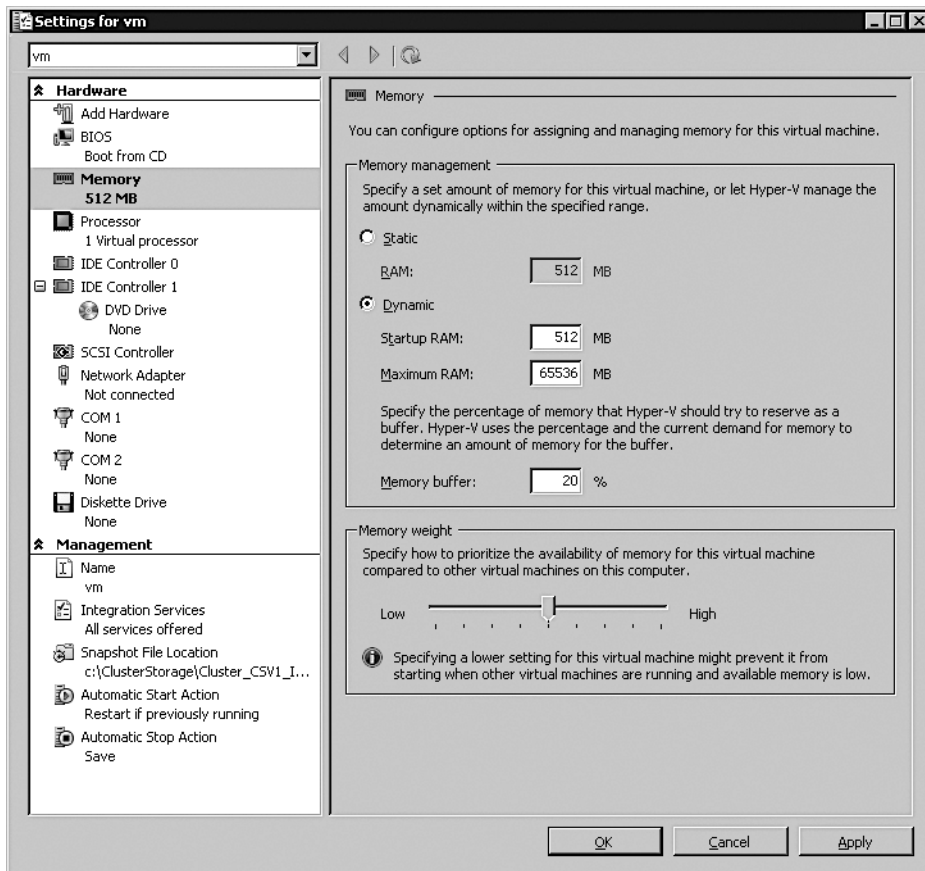 Settings for vm
vm
Hardware
Add Hardware
BIOS
Boot from CD
Memory
512 MB
Processor
1 Virtual processor
IDE Controller 0
IDE Controller 1
DVD Drive
None
SCSI Controller
Network Adapter
Not connected
COM 1
None
COM 2
None
Diskette Drive
None
Management
Name
vm
Integration Services
All services offered
Snapshot File Location
c:\ClusterStorage\Cluster_CSV1_I...
Automatic Start Action
Restart if previously running
Automatic Stop Action
Save
Memory
You can configure options for assigning and managing memory for this virtual machine.
Memory management
Specify a set amount of memory for this virtual machine, or let Hyper-V manage the
amount dynamically within the specified range.
Static
RAM: 512 MB
Dynamic
Startup RAM: 512 MB
Maximum RAM: 65536 MB
Specify the percentage of memory that Hyper-V should try to reserve as a
buffer. Hyper-V uses the percentage and the current demand for memory to
determine an amount of memory for the buffer.
Memory buffer: 20 %
Memory weight
Specify how to prioritize the availability of memory for this virtual machine
compared to other virtual machines on this computer.
Low High
Specifying a lower setting for this virtual machine might prevent it from
starting when other virtual machines are running and available memory is low.
OK Cancel Apply